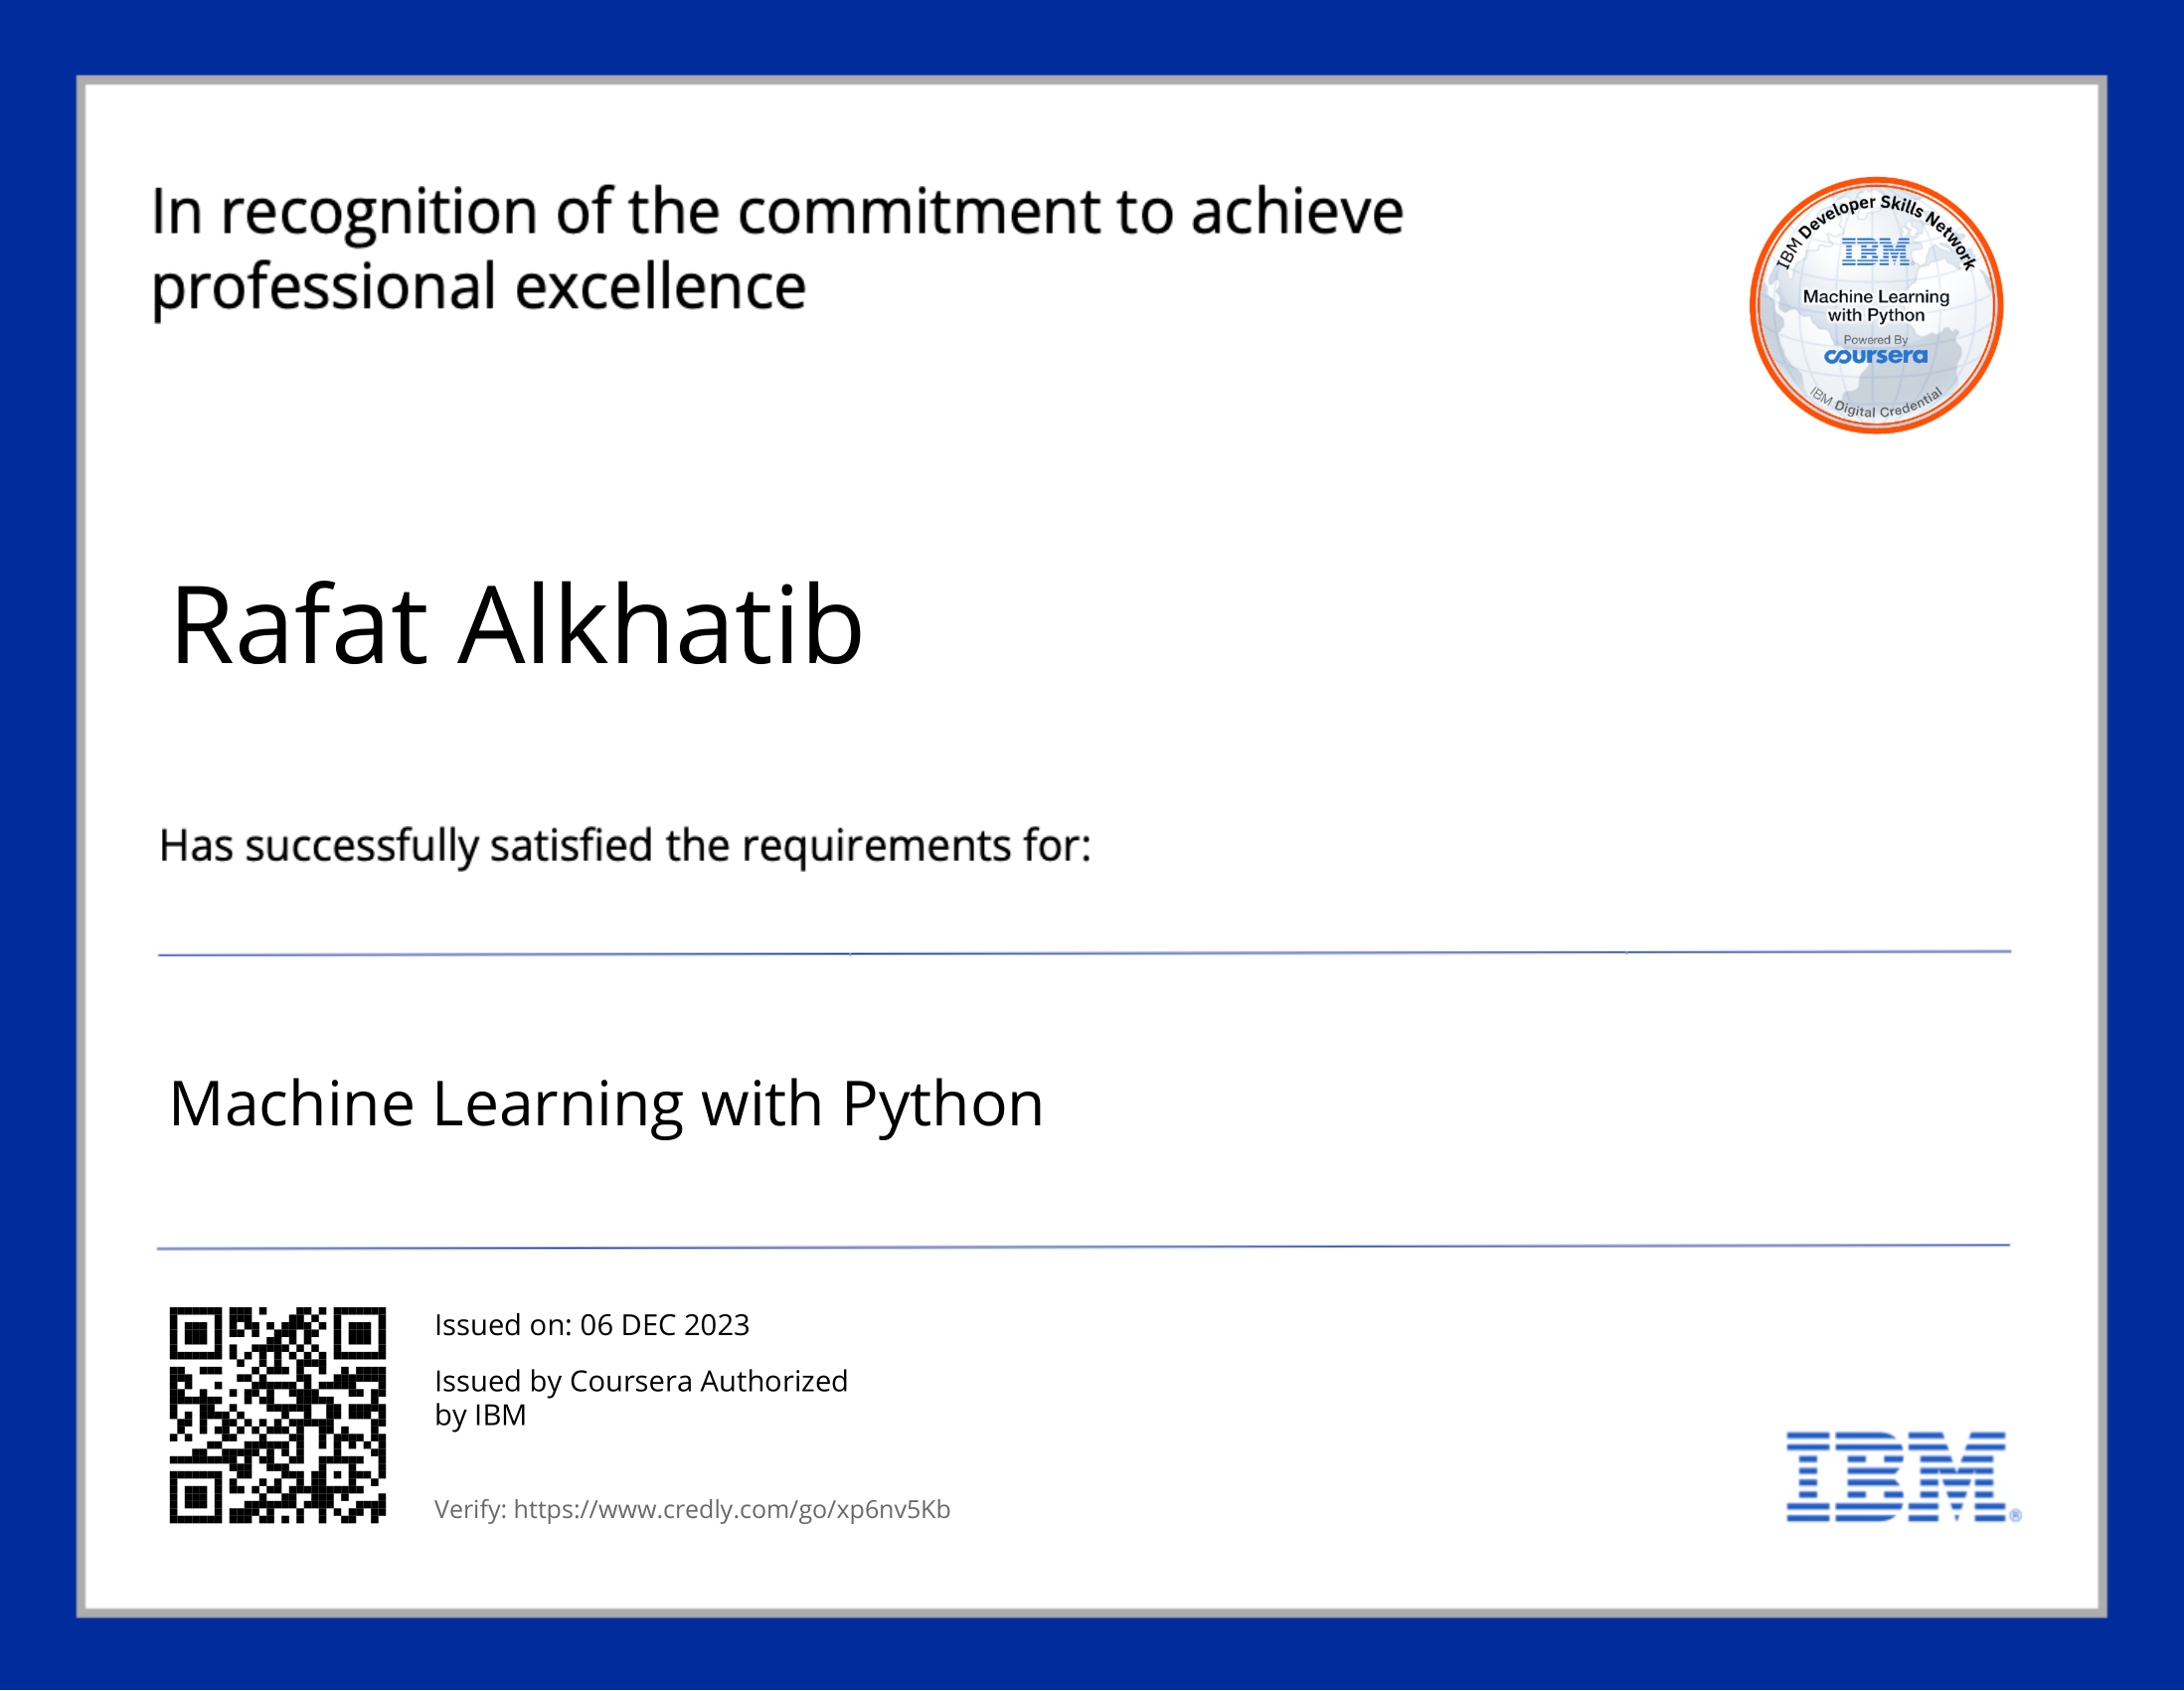 In recognition of the commitment to achieve
professional excellence
IBM Developer Skills Network
IBM
Machine Learning
with Python
Powered By
coursera
IBM Digital Credential
Rafat Alkhatib
Has successfully satisfied the requirements for:
Machine Learning with Python
Issued on: 06 DEC 2023
Issued by Coursera Authorized
by IBM
Verify: https://www.credly.com/go/xp6nv5Kb
IBM®